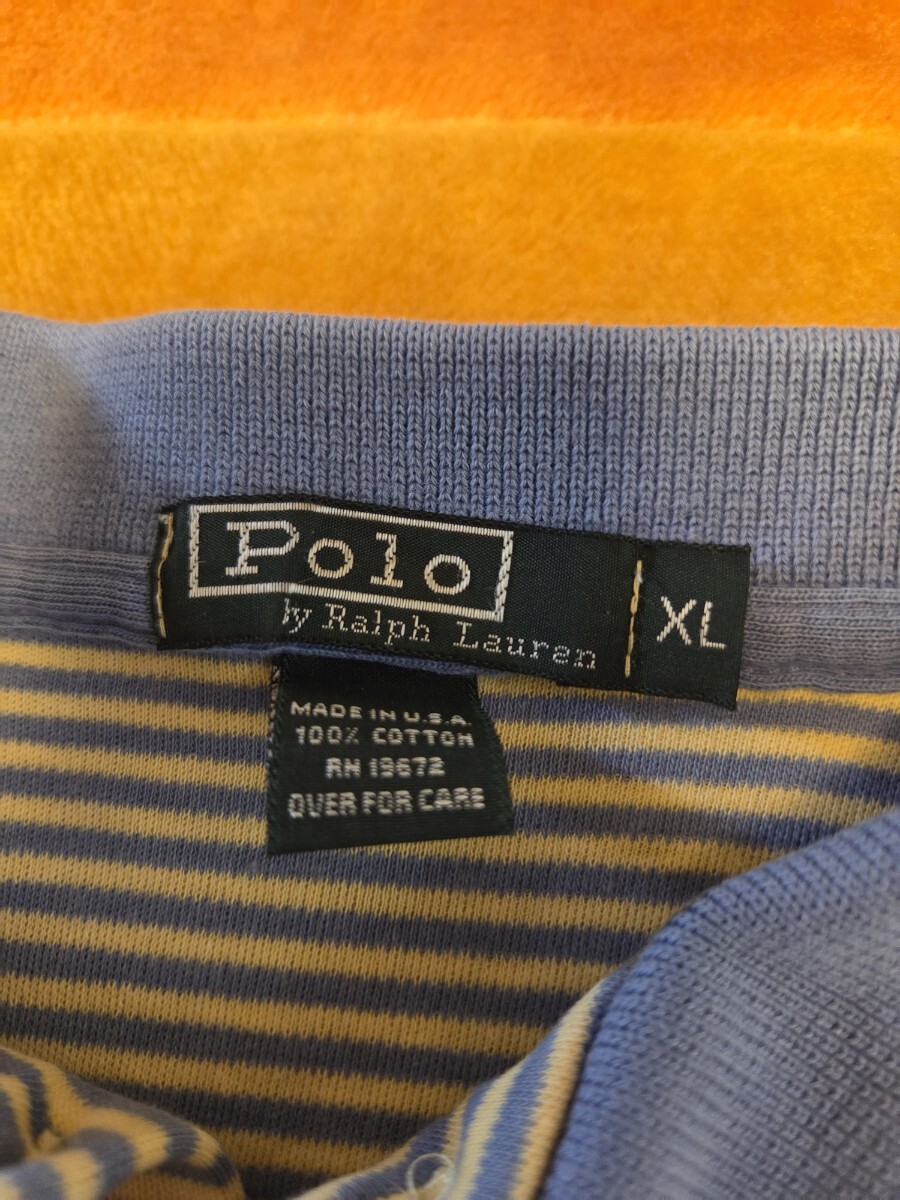 Polo
by Ralph Lauren
XL
MADE IN U.S.A.
100% COTTON
RN 19672
OVER FOR CARE